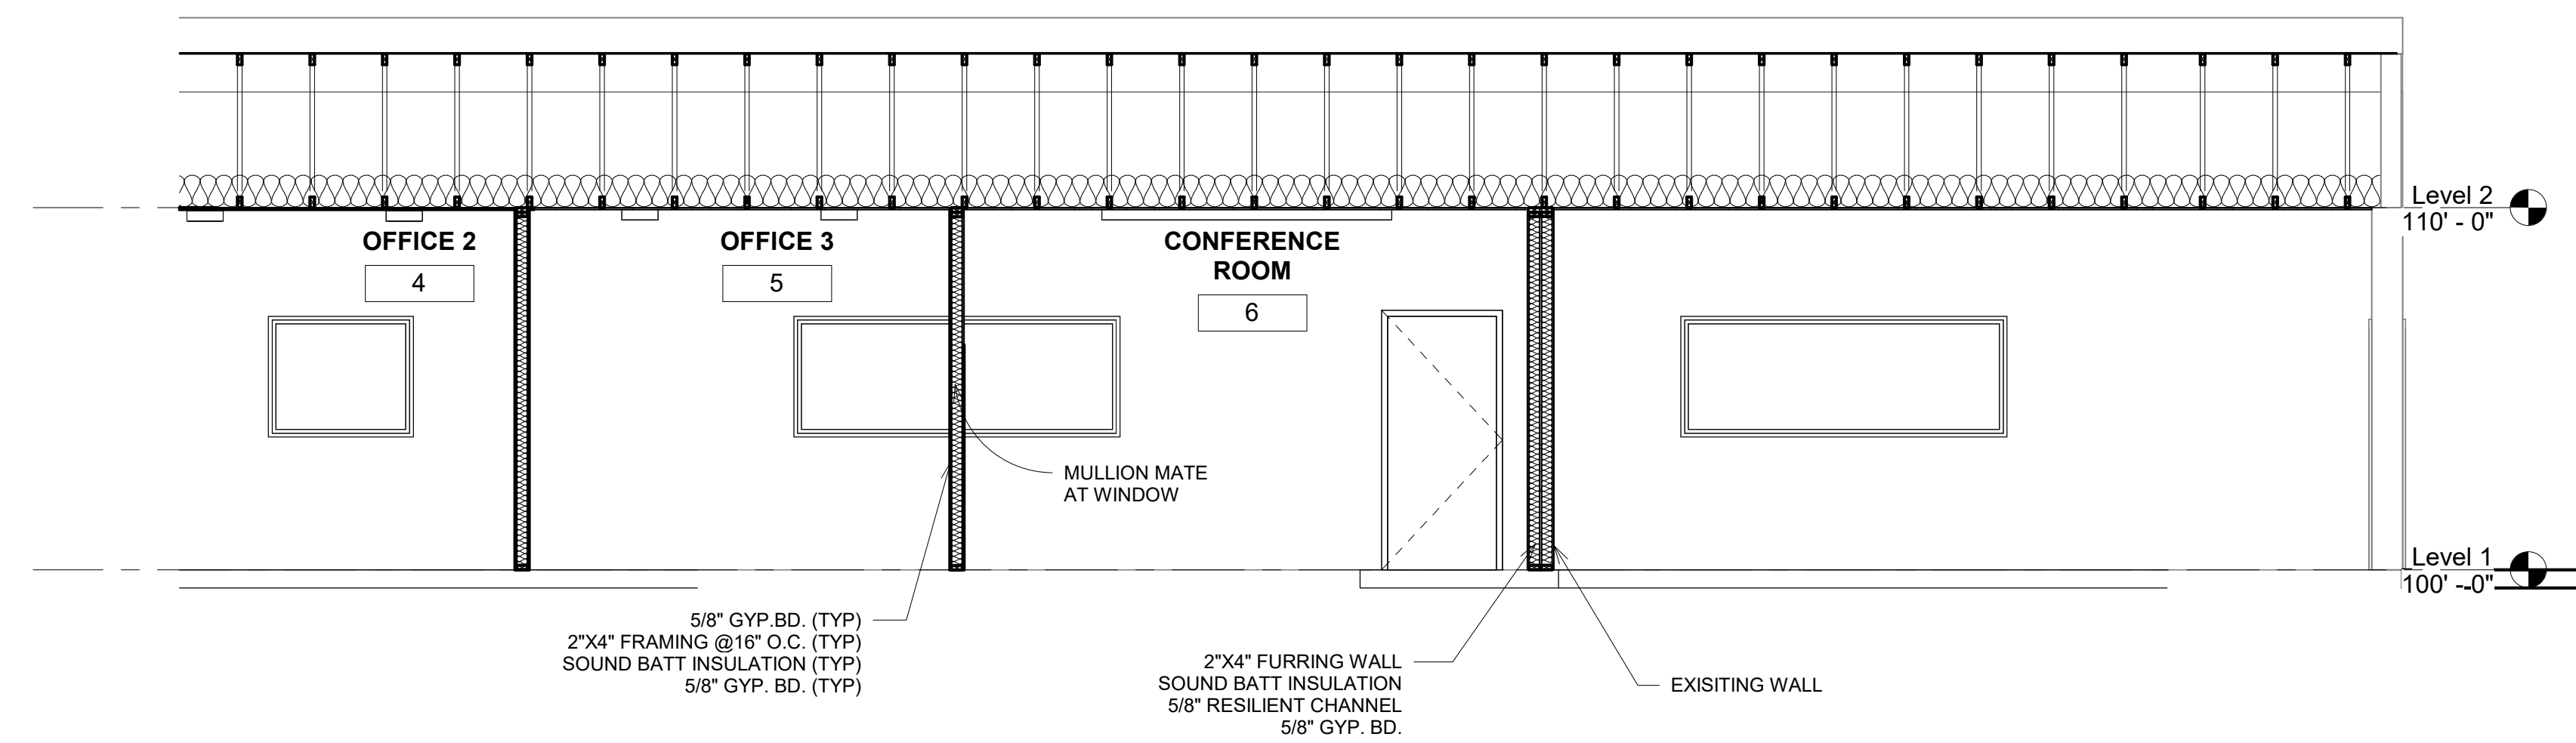 Level 2
110' - 0"
OFFICE 2
4
OFFICE 3
5
CONFERENCE
ROOM
6
MULLION MATE
AT WINDOW
Level 1
100' - 0"
5/8" GYP.BD. (TYP)
2"X4" FRAMING @16" O.C. (TYP)
SOUND BATT INSULATION (TYP)
5/8" GYP. BD. (TYP)
2"X4" FURRING WALL
SOUND BATT INSULATION
5/8" RESILIENT CHANNEL
5/8" GYP. BD.
EXISITING WALL